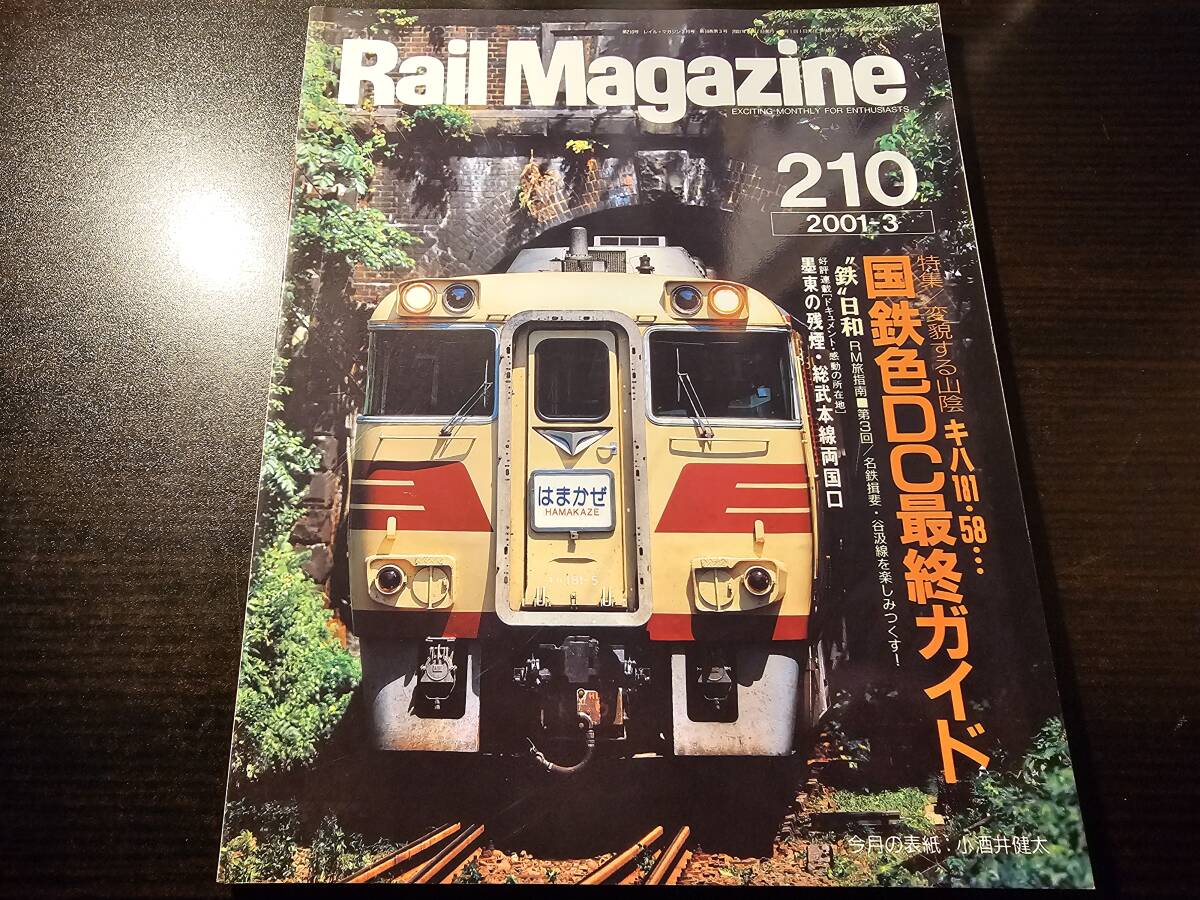 Rail Magazine
EXCITING MONTHLY FOR ENTHUSIASTS
210
2001-3
特集/変貌する山陰 キハ181・58…
国鉄色DC最終ガイド
"鉄"日和 RM旅指南■第3回/名鉄揖斐・谷汲線を楽しみつくす!
好評連載[ドキュメント・感動の所在地]
墨東の残煙・総武本線両国口
はまかぜ
HAMAKAZE
キハ 181-5
今月の表紙:小酒井健太